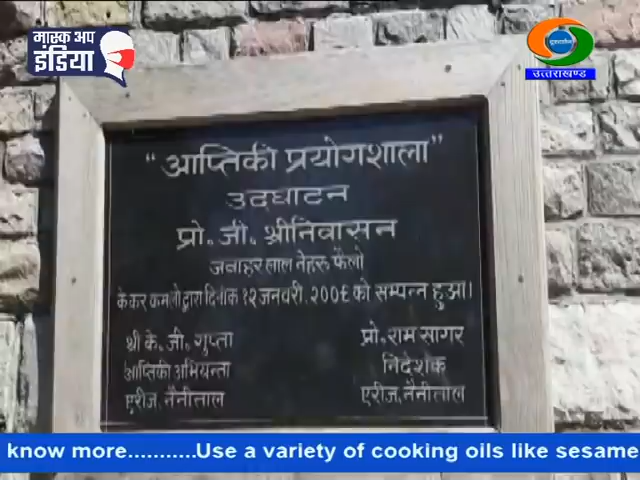 मास्क अप
इंडिया
उत्तराखण्ड
"आप्तिकी प्रयोगशाला"
उदघाटन
प्रो. जी. श्रीनिवासन
जवाहर लाल नेहरू फैलो
के कर कमलो द्वारा दिनांक १२ जनवरी, २००६ को सम्पन्न हुआ।
श्री के. जी. गुप्ता
आप्तिकी अभियन्ता
एरीज, नैनीताल
प्रो. राम सागर
निदेशक
एरीज, नैनीताल
know more...........Use a variety of cooking oils like sesame